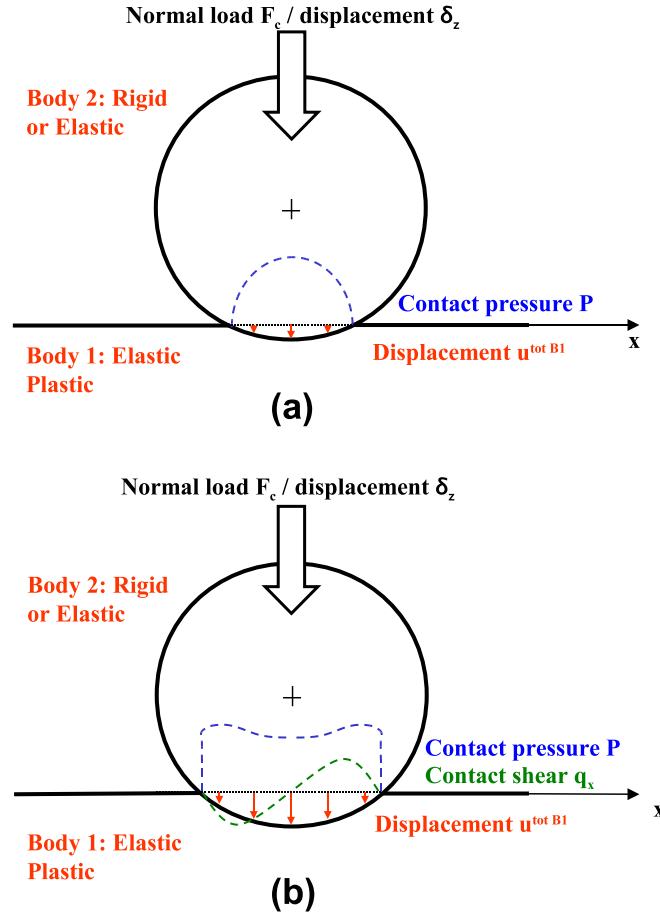 Normal load Fc / displacement δz
Body 2: Rigid
or Elastic
Contact pressure P
x
Body 1: Elastic
Plastic
Displacement u^tot B1
(a)
Normal load Fc / displacement δz
Body 2: Rigid
or Elastic
Contact pressure P
Contact shear qx
x
Displacement u^tot B1
Body 1: Elastic
Plastic
(b)